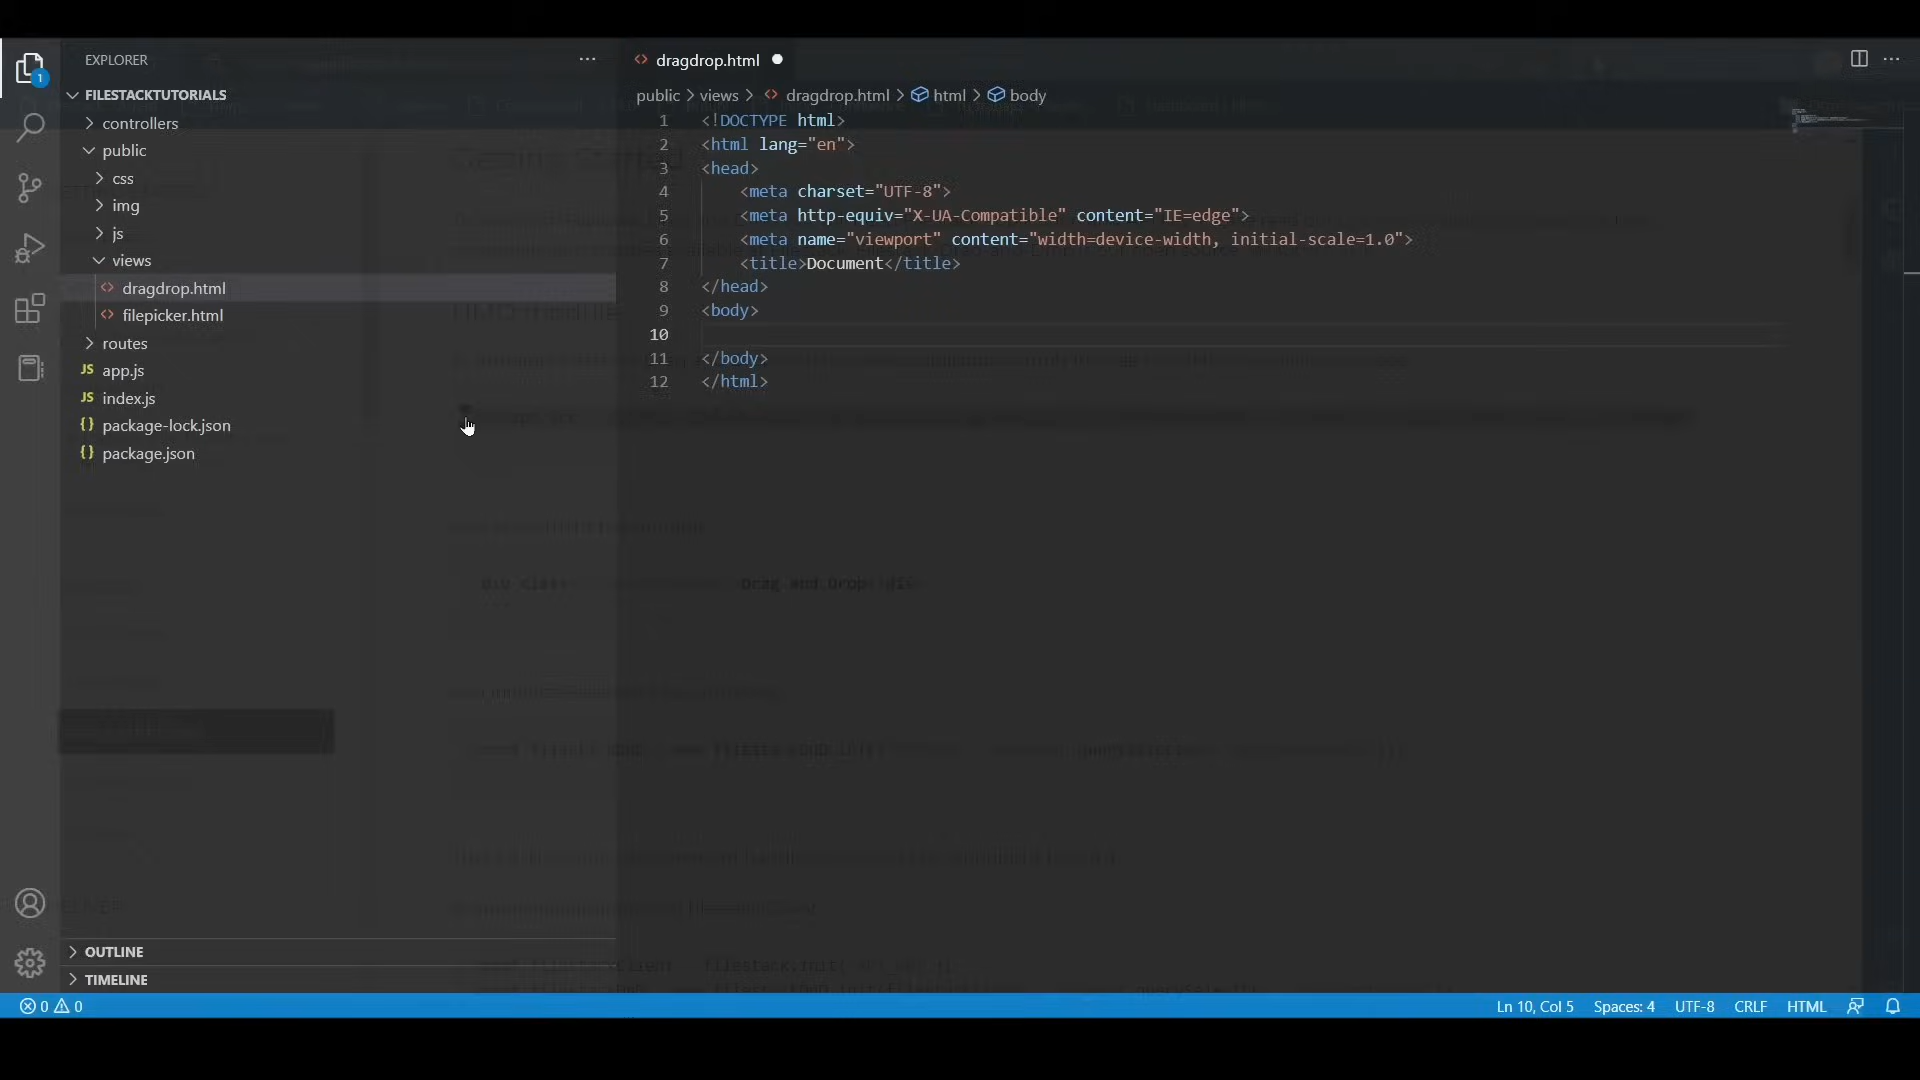 EXPLORER
FILESTACKTUTORIALS
controllers
public
css
img
js
views
dragdrop.html
filepicker.html
routes
JS app.js
JS index.js
{} package-lock.json
{} package.json
OUTLINE
TIMELINE
1
dragdrop.html
public > views > dragdrop.html > html > body
1 <!DOCTYPE html>
2 <html lang="en">
3 <head>
4 <meta charset="UTF-8">
5 <meta http-equiv="X-UA-Compatible" content="IE=edge">
6 <meta name="viewport" content="width=device-width, initial-scale=1.0">
7 <title>Document</title>
8 </head>
9 <body>
10
11 </body>
12 </html>
Drag and Drop
0 0
Ln 10, Col 5 Spaces: 4 UTF-8 CRLF HTML